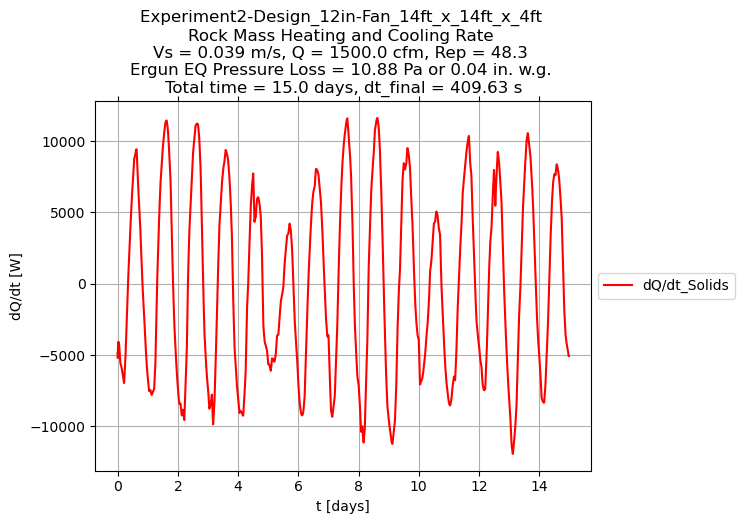 Experiment2-Design_12in-Fan_14ft_x_14ft_x_4ft
Rock Mass Heating and Cooling Rate
Vs = 0.039 m/s, Q = 1500.0 cfm, Rep = 48.3
Ergun EQ Pressure Loss = 10.88 Pa or 0.04 in. w.g.
Total time = 15.0 days, dt_final = 409.63 s
10000
5000
0
−5000
−10000
dQ/dt [W]
dQ/dt_Solids
0 2 4 6 8 10 12 14
t [days]